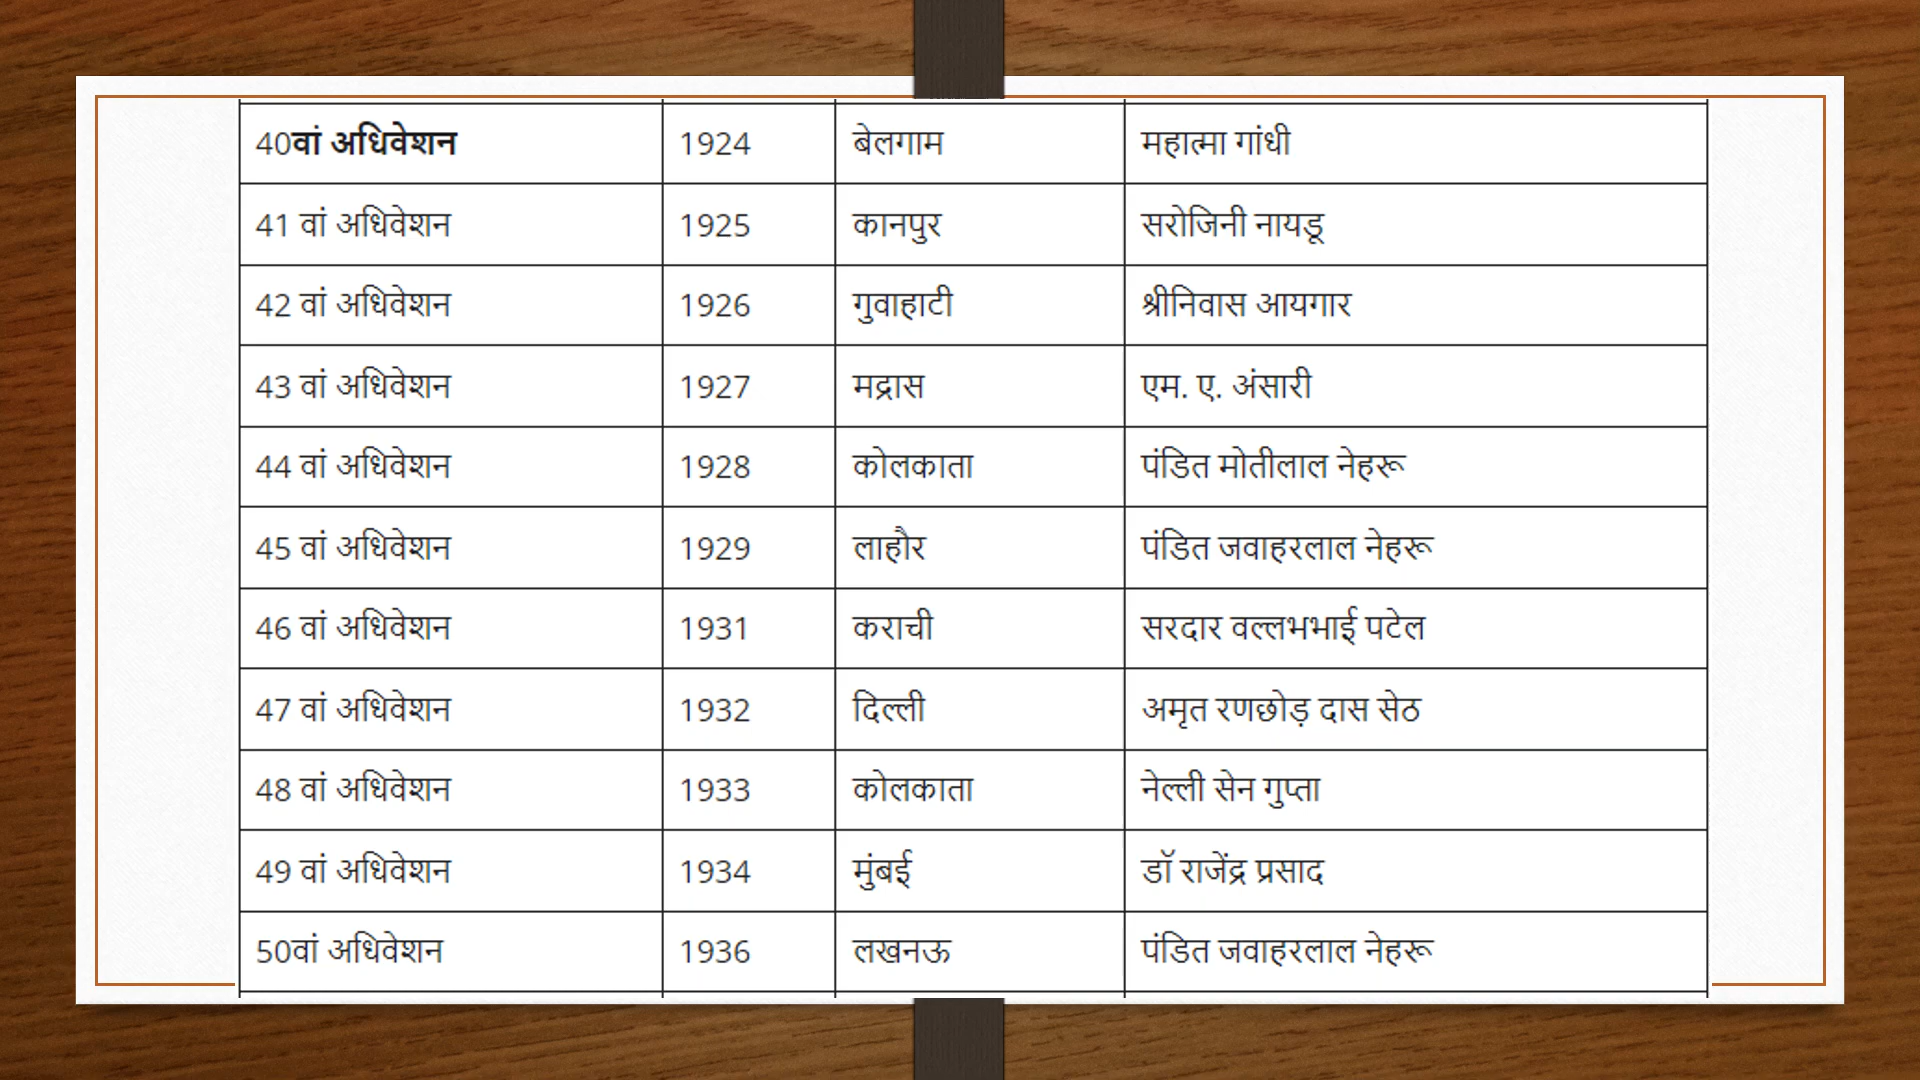 40वां अधिवेशन 1924 बेलगाम महात्मा गांधी
41 वां अधिवेशन 1925 कानपुर सरोजिनी नायडू
42 वां अधिवेशन 1926 गुवाहाटी श्रीनिवास आयगार
43 वां अधिवेशन 1927 मद्रास एम. ए. अंसारी
44 वां अधिवेशन 1928 कोलकाता पंडित मोतीलाल नेहरू
45 वां अधिवेशन 1929 लाहौर पंडित जवाहरलाल नेहरू
46 वां अधिवेशन 1931 कराची सरदार वल्लभभाई पटेल
47 वां अधिवेशन 1932 दिल्ली अमृत रणछोड़ दास सेठ
48 वां अधिवेशन 1933 कोलकाता नेल्ली सेन गुप्ता
49 वां अधिवेशन 1934 मुंबई डॉ राजेंद्र प्रसाद
50वां अधिवेशन 1936 लखनऊ पंडित जवाहरलाल नेहरू